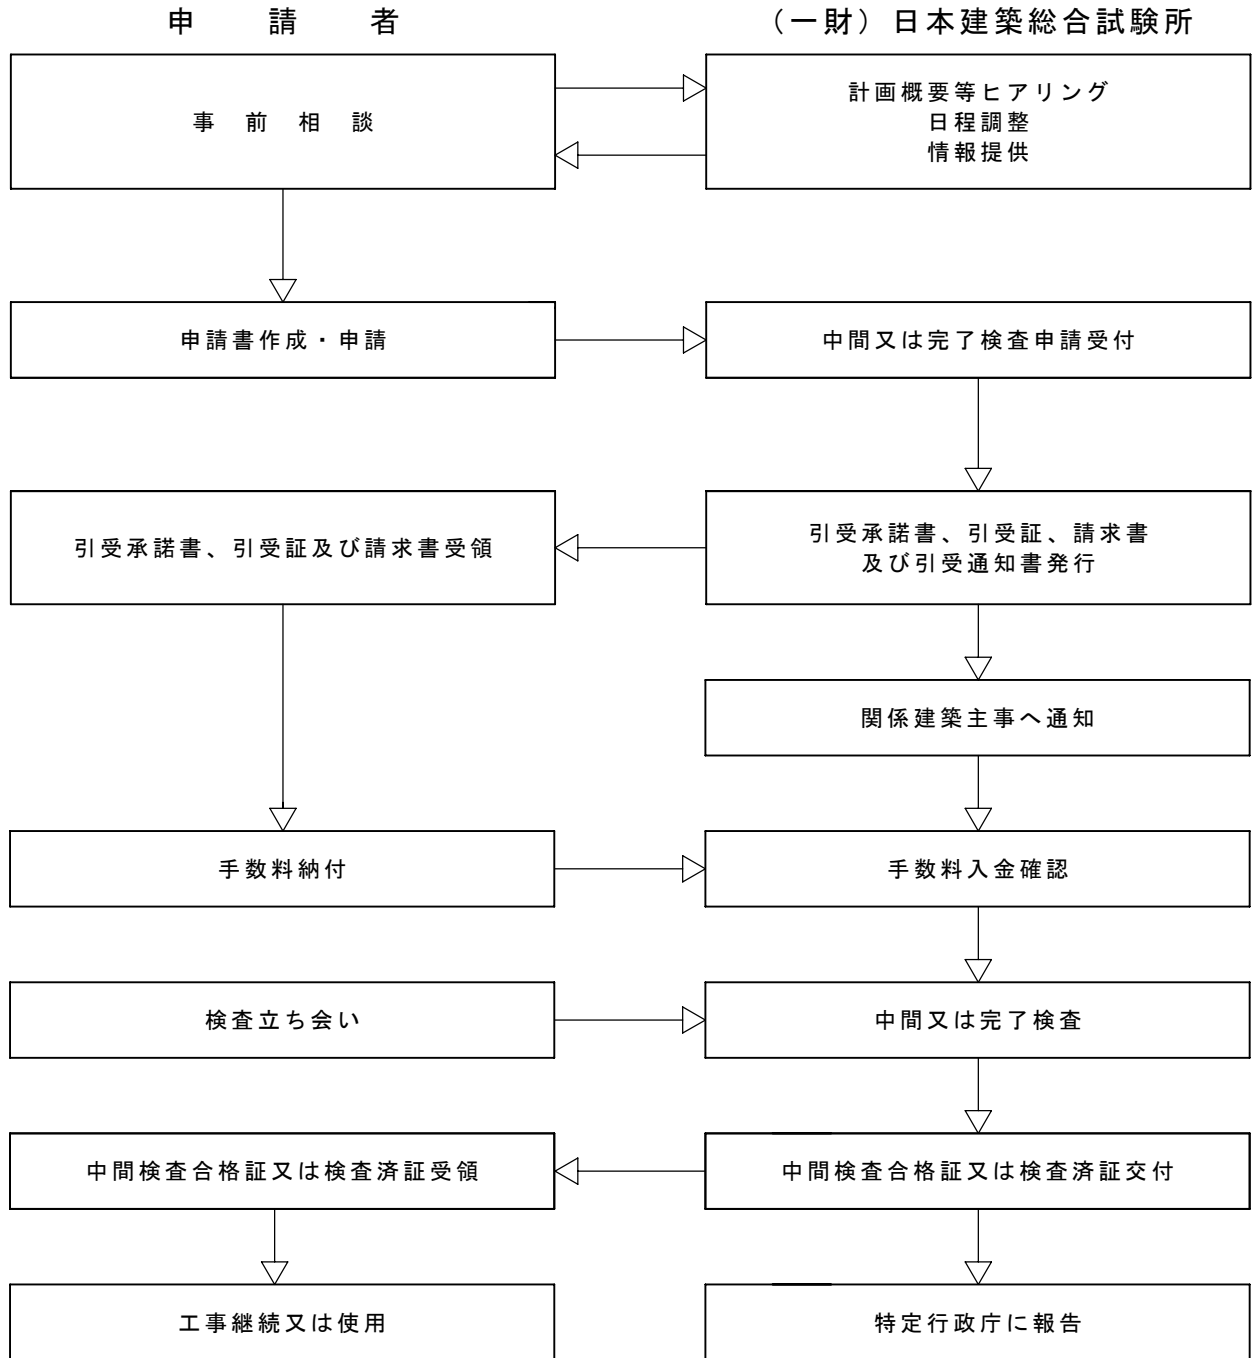 申請者
（一財）日本建築総合試験所
事前相談
計画概要等ヒアリング
日程調整
情報提供
申請書作成・申請
中間又は完了検査申請受付
引受承諾書、引受証及び請求書受領
引受承諾書、引受証、請求書
及び引受通知書発行
関係建築主事へ通知
手数料納付
手数料入金確認
検査立ち会い
中間又は完了検査
中間検査合格証又は検査済証受領
中間検査合格証又は検査済証交付
工事継続又は使用
特定行政庁に報告